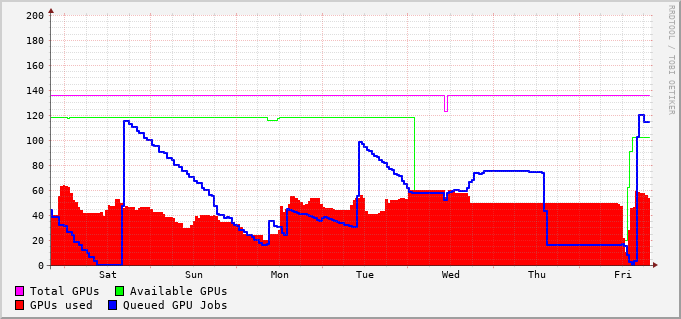 200
180
160
140
120
100
80
60
40
20
0
Sat Sun Mon Tue Wed Thu Fri
Total GPUs Available GPUs
GPUs used Queued GPU Jobs
RRDTOOL / TOBI OETIKER